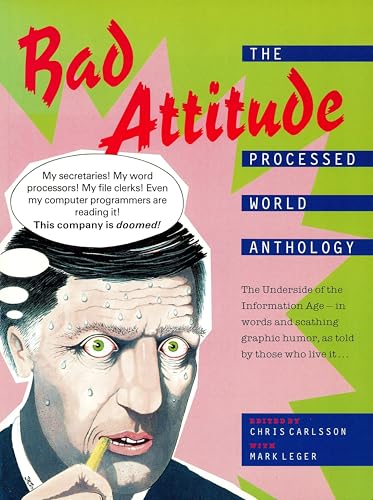 Bad
Attitude
THE
PROCESSED
WORLD
ANTHOLOGY
My secretaries! My word
processors! My file clerks! Even
my computer programmers are
reading it!
This company is doomed!
The Underside of the
Information Age – in
words and scathing
graphic humor, as told
by those who live it...
EDITED BY
CHRIS CARLSSON
WITH
MARK LEGER